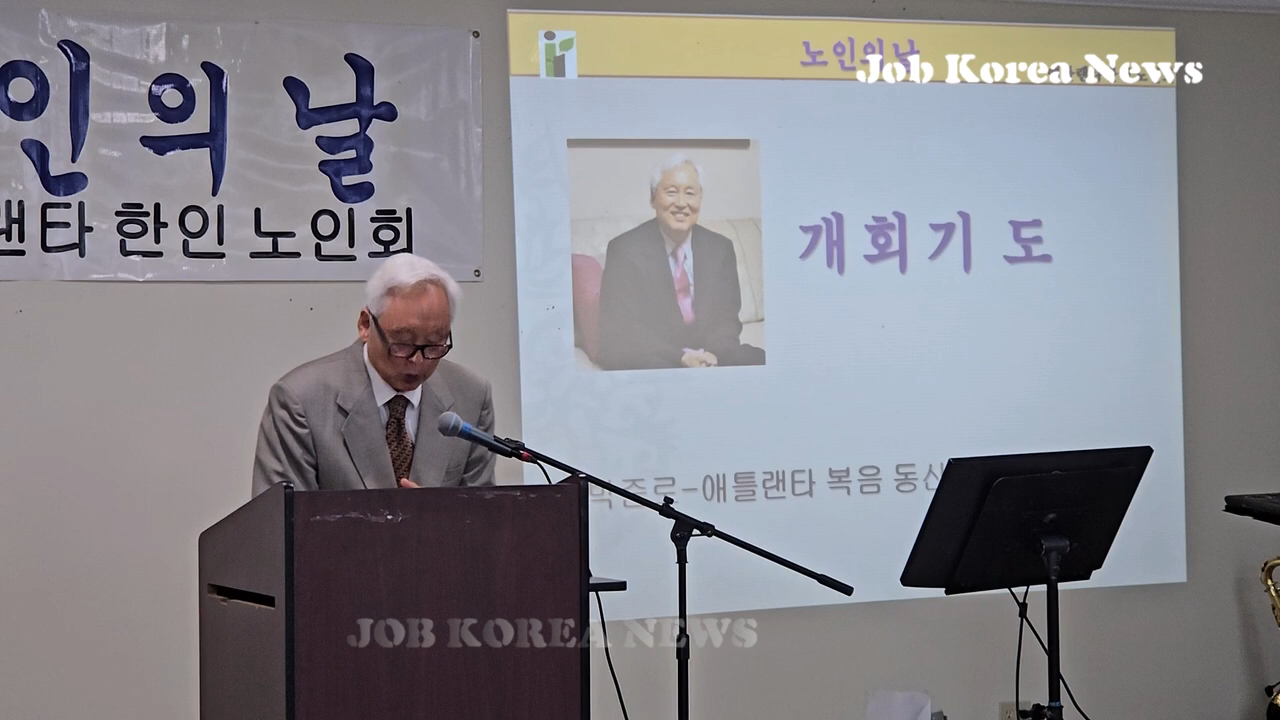 인의 날
랜타 한인 노인회
노인의 날
Job Korea News
개회기 도
애틀랜타 복음 동산
JOB KOREA NEWS